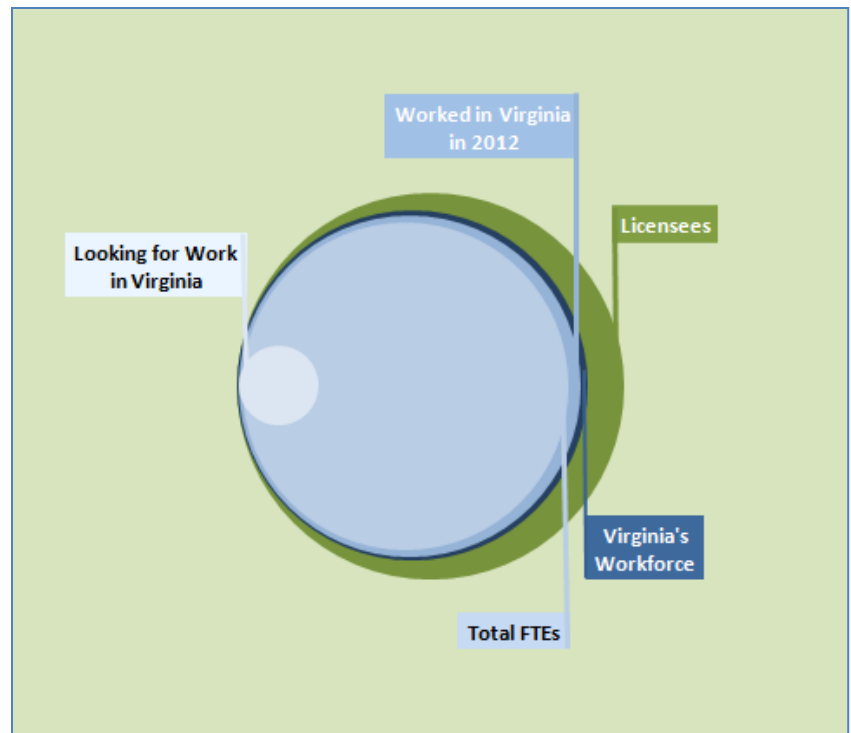 Worked in Virginia
in 2012
Licensees
Looking for Work
in Virginia
Virginia's
Workforce
Total FTEs